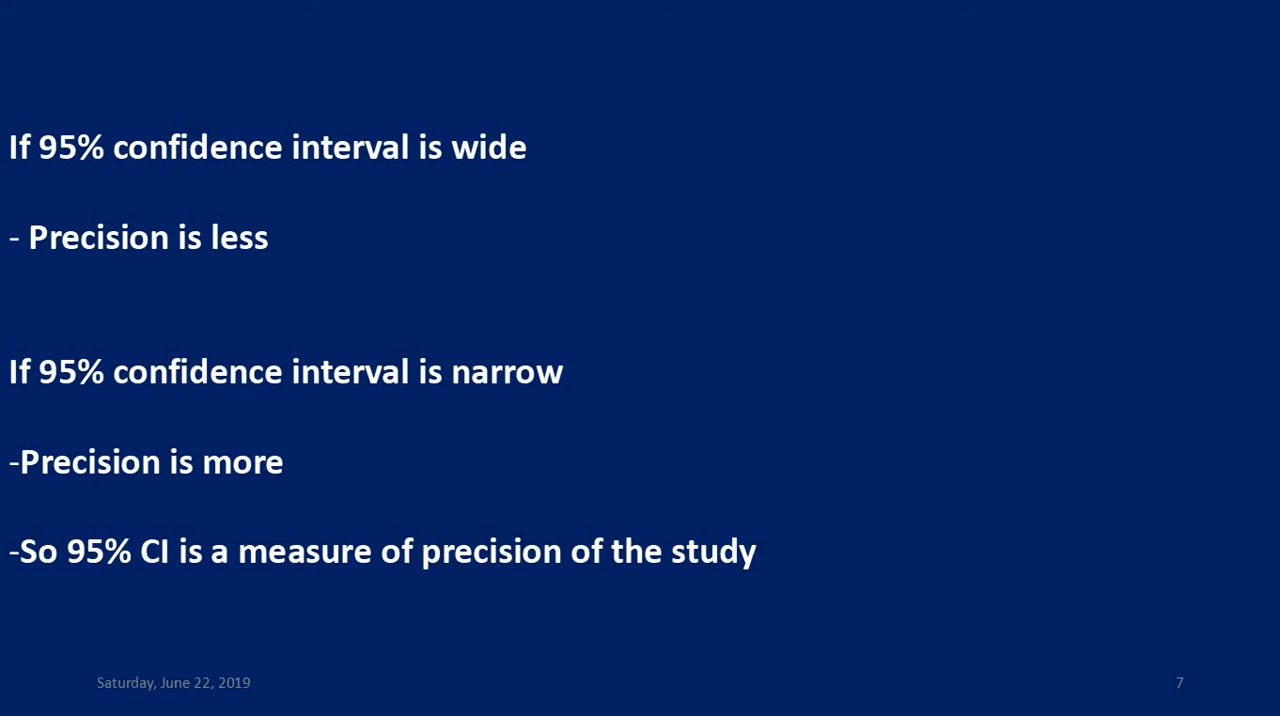 If 95% confidence interval is wide
- Precision is less
If 95% confidence interval is narrow
-Precision is more
-So 95% CI is a measure of precision of the study
Saturday, June 22, 2019
7